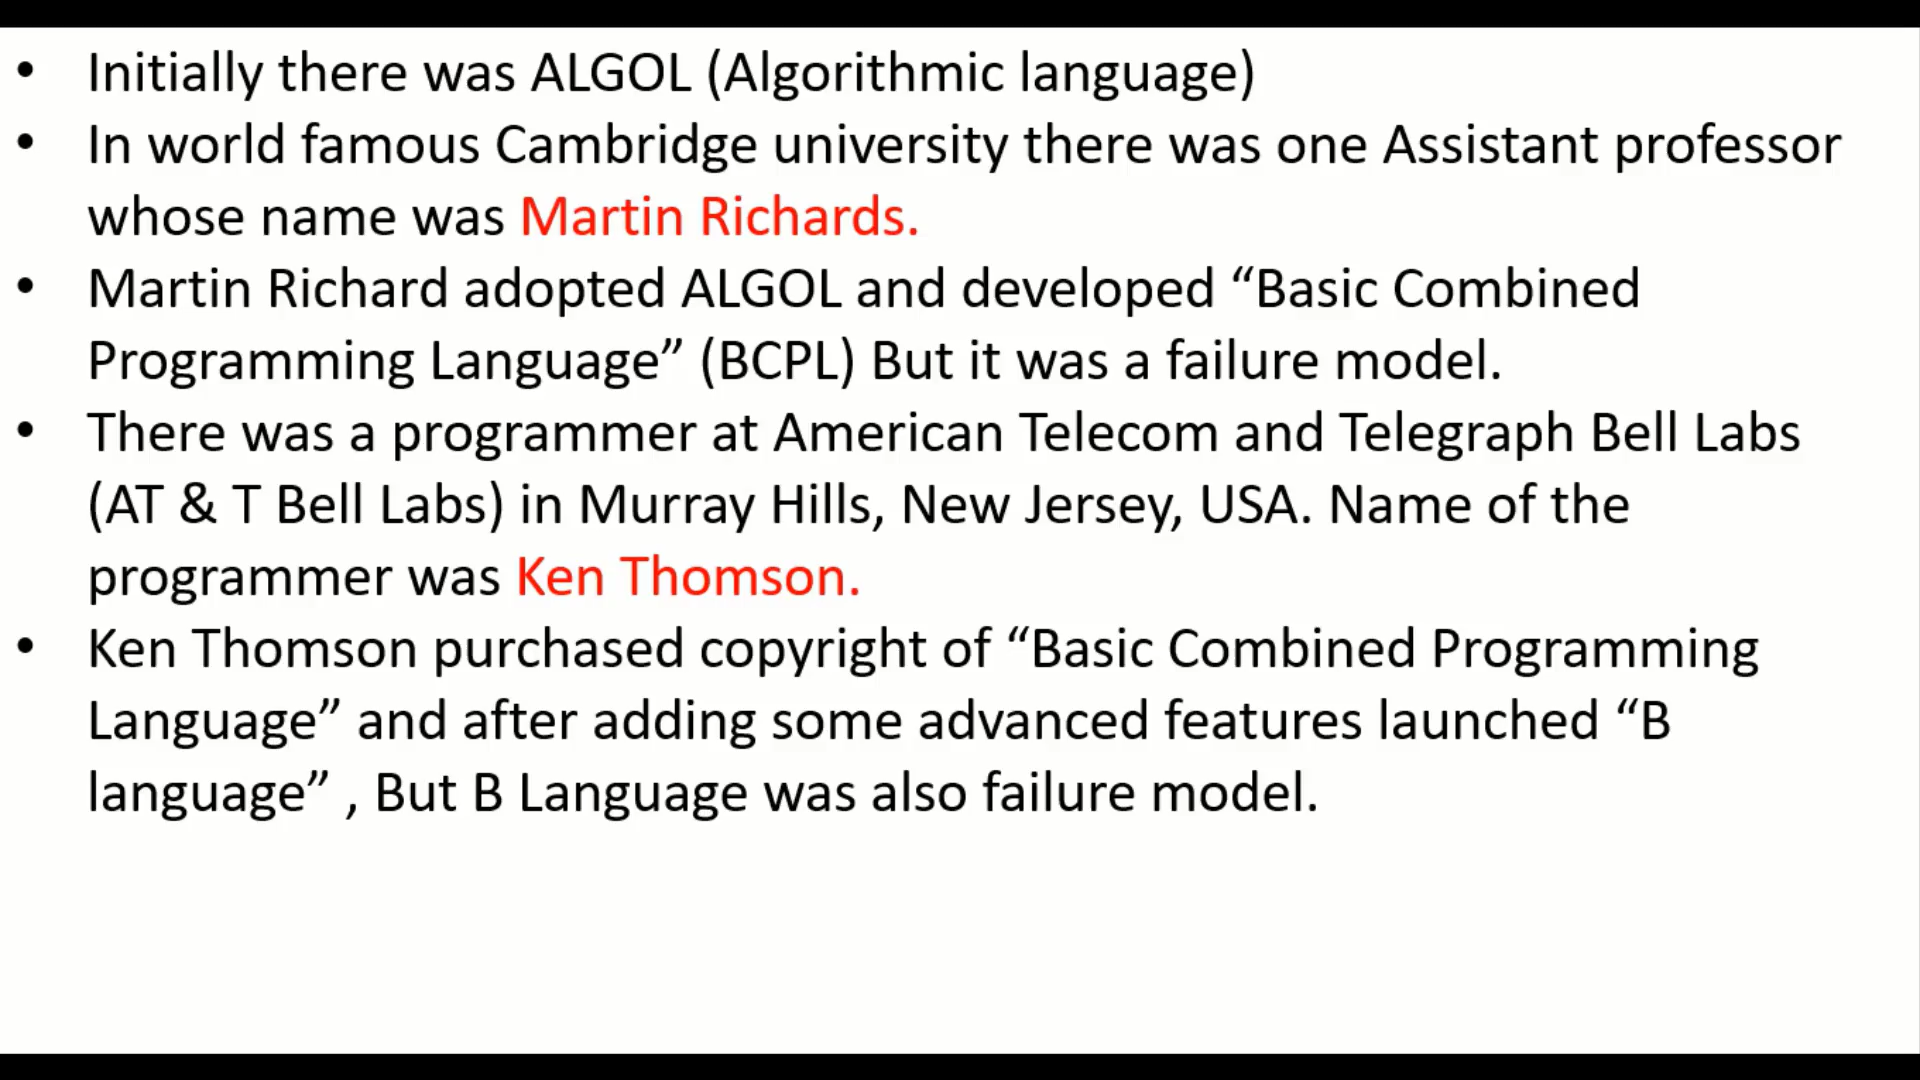 • Initially there was ALGOL (Algorithmic language)
• In world famous Cambridge university there was one Assistant professor
whose name was Martin Richards.
• Martin Richard adopted ALGOL and developed “Basic Combined
Programming Language” (BCPL) But it was a failure model.
• There was a programmer at American Telecom and Telegraph Bell Labs
(AT & T Bell Labs) in Murray Hills, New Jersey, USA. Name of the
programmer was Ken Thomson.
• Ken Thomson purchased copyright of “Basic Combined Programming
Language” and after adding some advanced features launched “B
language” , But B Language was also failure model.